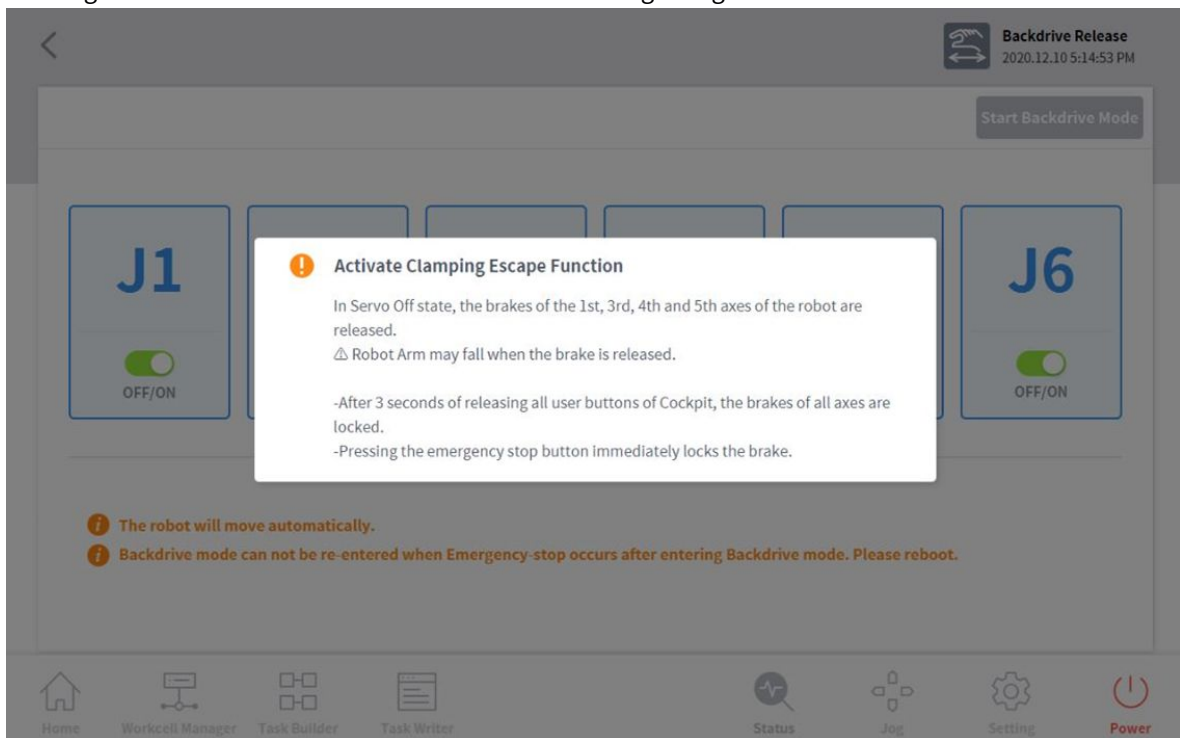 Backdrive Release
2020.12.10 5:14:53 PM
Start Backdrive Mode
J1
OFF/ON
J6
OFF/ON
Activate Clamping Escape Function
In Servo Off state, the brakes of the 1st, 3rd, 4th and 5th axes of the robot are
released.
⚠ Robot Arm may fall when the brake is released.
-After 3 seconds of releasing all user buttons of Cockpit, the brakes of all axes are
locked.
-Pressing the emergency stop button immediately locks the brake.
The robot will move automatically.
Backdrive mode can not be re-entered when Emergency-stop occurs after entering Backdrive mode. Please reboot.
Home Workcell Manager Task Builder Task Writer Status Jog Setting Power